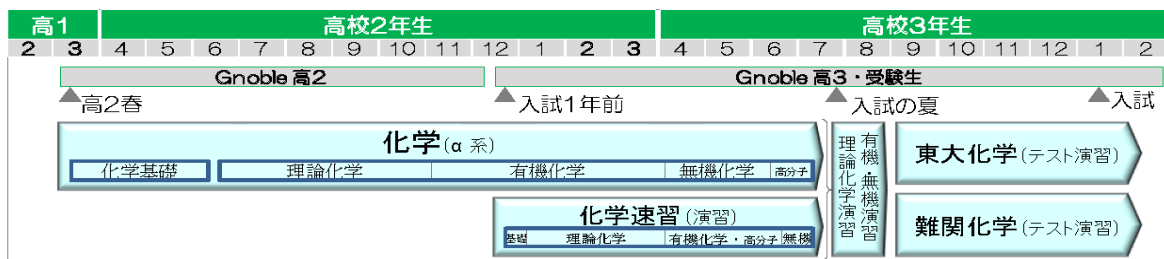 高1 高校2年生 高校3年生
2 3 4 5 6 7 8 9 10 11 12 1 2 3 4 5 6 7 8 9 10 11 12 1 2
Gnoble 高2 Gnoble 高3・受験生
高2春 入試1年前 入試の夏 入試
化学(α 系)
化学基礎 理論化学 有機化学 無機化学 高分子
化学速習(演習)
基礎 理論化学 有機化学・高分子 無機
有機・無機演習
理論化学演習
東大化学(テスト演習)
難関化学(テスト演習)